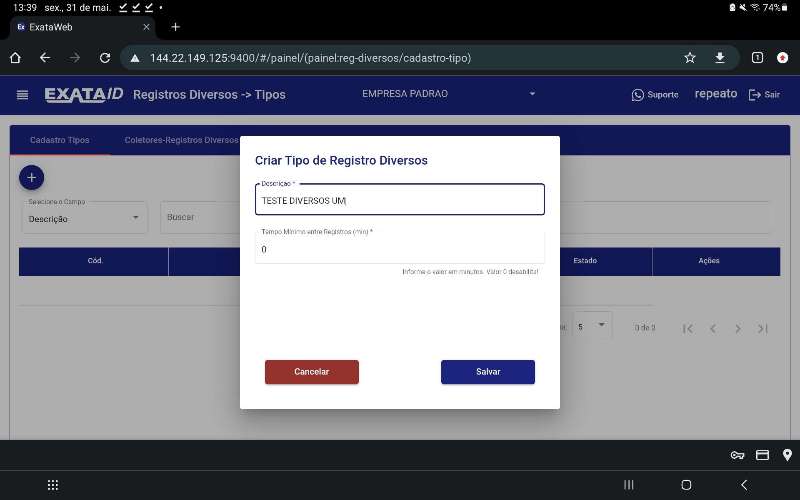 13:39 sex., 31 de mai.
74%
Ex ExataWeb
144.22.149.125:9400/#/painel/(painel:reg-diversos/cadastro-tipo)
1
EXATAID Registros Diversos -> Tipos EMPRESA PADRAO Suporte repeato Sair
Cadastro Tipos Coletores-Registros Diversos
Criar Tipo de Registro Diversos
Selecione o Campo
Descrição
Buscar
Descrição *
TESTE DIVERSOS UM
Tempo Mínimo entre Registros (min) *
0
Informe o valor em minutos. Valor 0 desabilita!
Cód. Estado Ações
5 0 de 0
Cancelar Salvar